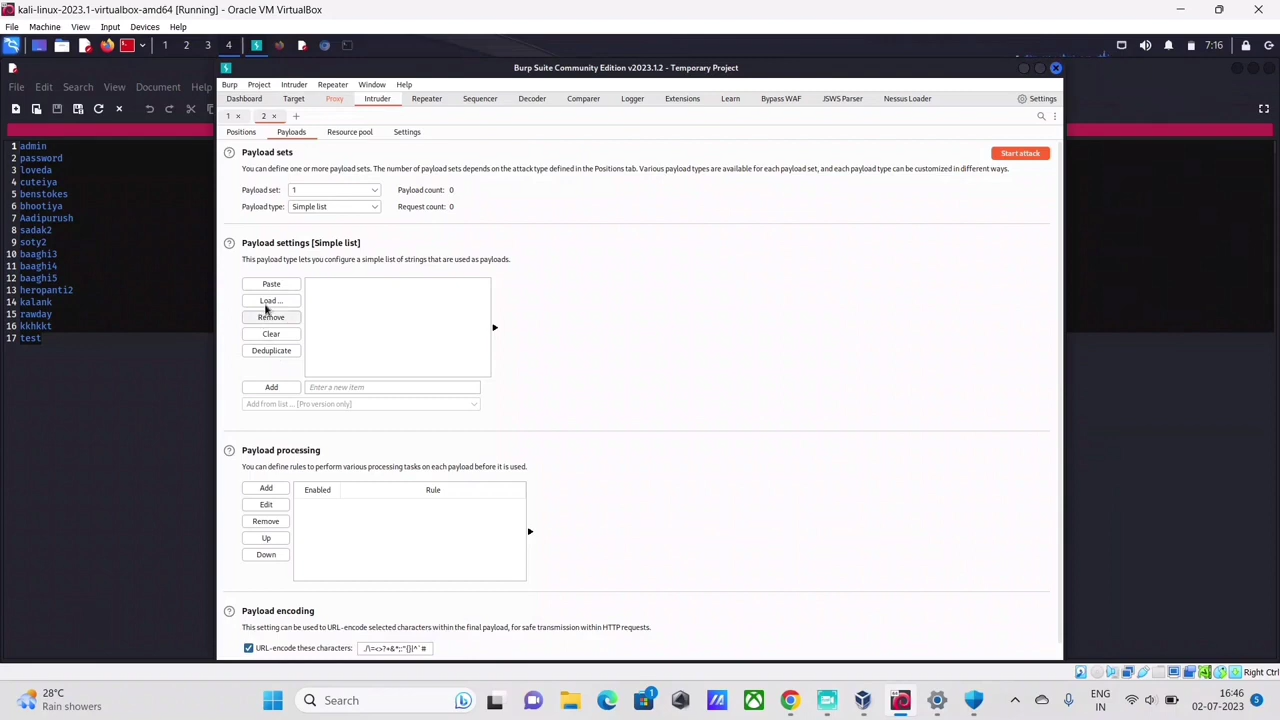 kali-linux-2023.1-virtualbox-amd64 [Running] - Oracle VM VirtualBox
File Machine View Input Devices Help
1 2 3 4 7:16
Burp Suite Community Edition v2023.1.2 - Temporary Project
File Edit Search View Document Help
Burp Project Intruder Repeater Window Help
Dashboard Target Proxy Intruder Repeater Sequencer Decoder Comparer Logger Extensions Learn Bypass WAF JSWS Parser Nessus Loader Settings
1 × 2 × +
Positions Payloads Resource pool Settings
1 admin
2 password
3 loveda
4 cuteiya
5 benstokes
6 bhootiya
7 Aadipurush
8 sadak2
9 soty2
10 baaghi3
11 baaghi4
12 baaghi5
13 heropanti2
14 kalank
15 rawday
16 kkhkkt
17 test
Payload sets
Start attack
You can define one or more payload sets. The number of payload sets depends on the attack type defined in the Positions tab. Various payload types are available for each payload set, and each payload type can be customized in different ways.
Payload set: 1 Payload count: 0
Payload type: Simple list Request count: 0
Payload settings [Simple list]
This payload type lets you configure a simple list of strings that are used as payloads.
Paste
Load ...
Remove
Clear
Deduplicate
Add Enter a new item
Add from list ... [Pro version only]
Payload processing
You can define rules to perform various processing tasks on each payload before it is used.
Add
Edit
Remove
Up
Down
Enabled Rule
Payload encoding
This setting can be used to URL-encode selected characters within the final payload, for safe transmission within HTTP requests.
URL-encode these characters: ./\=<>?+&*;:"{}|^`#
Right Ctrl
28°C
Rain showers
Search
1
ENG
IN
16:46
02-07-2023
5